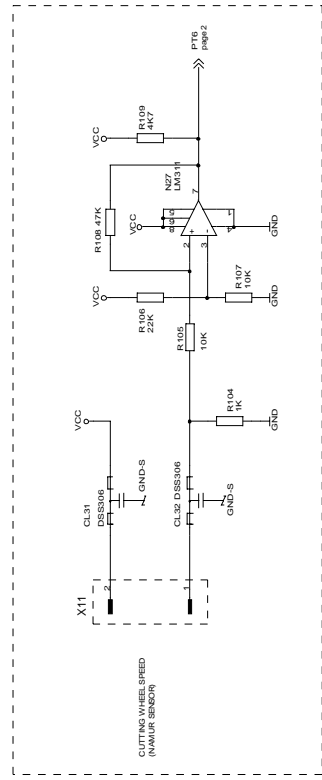 CUTTING WHEEL SPEED
(NAMUR SENSOR)
X11
2
1
CL31
DSS306
GND-S
VCC
CL32 DSS306
GND-S
R104
1K
GND
R105
10K
VCC
R106
22K
R107
10K
GND
R108 47K
VCC
N27
LM311
2
3
+
-
8
6
5
7
4
1
GND
VCC
R109
4K7
PT6
page2